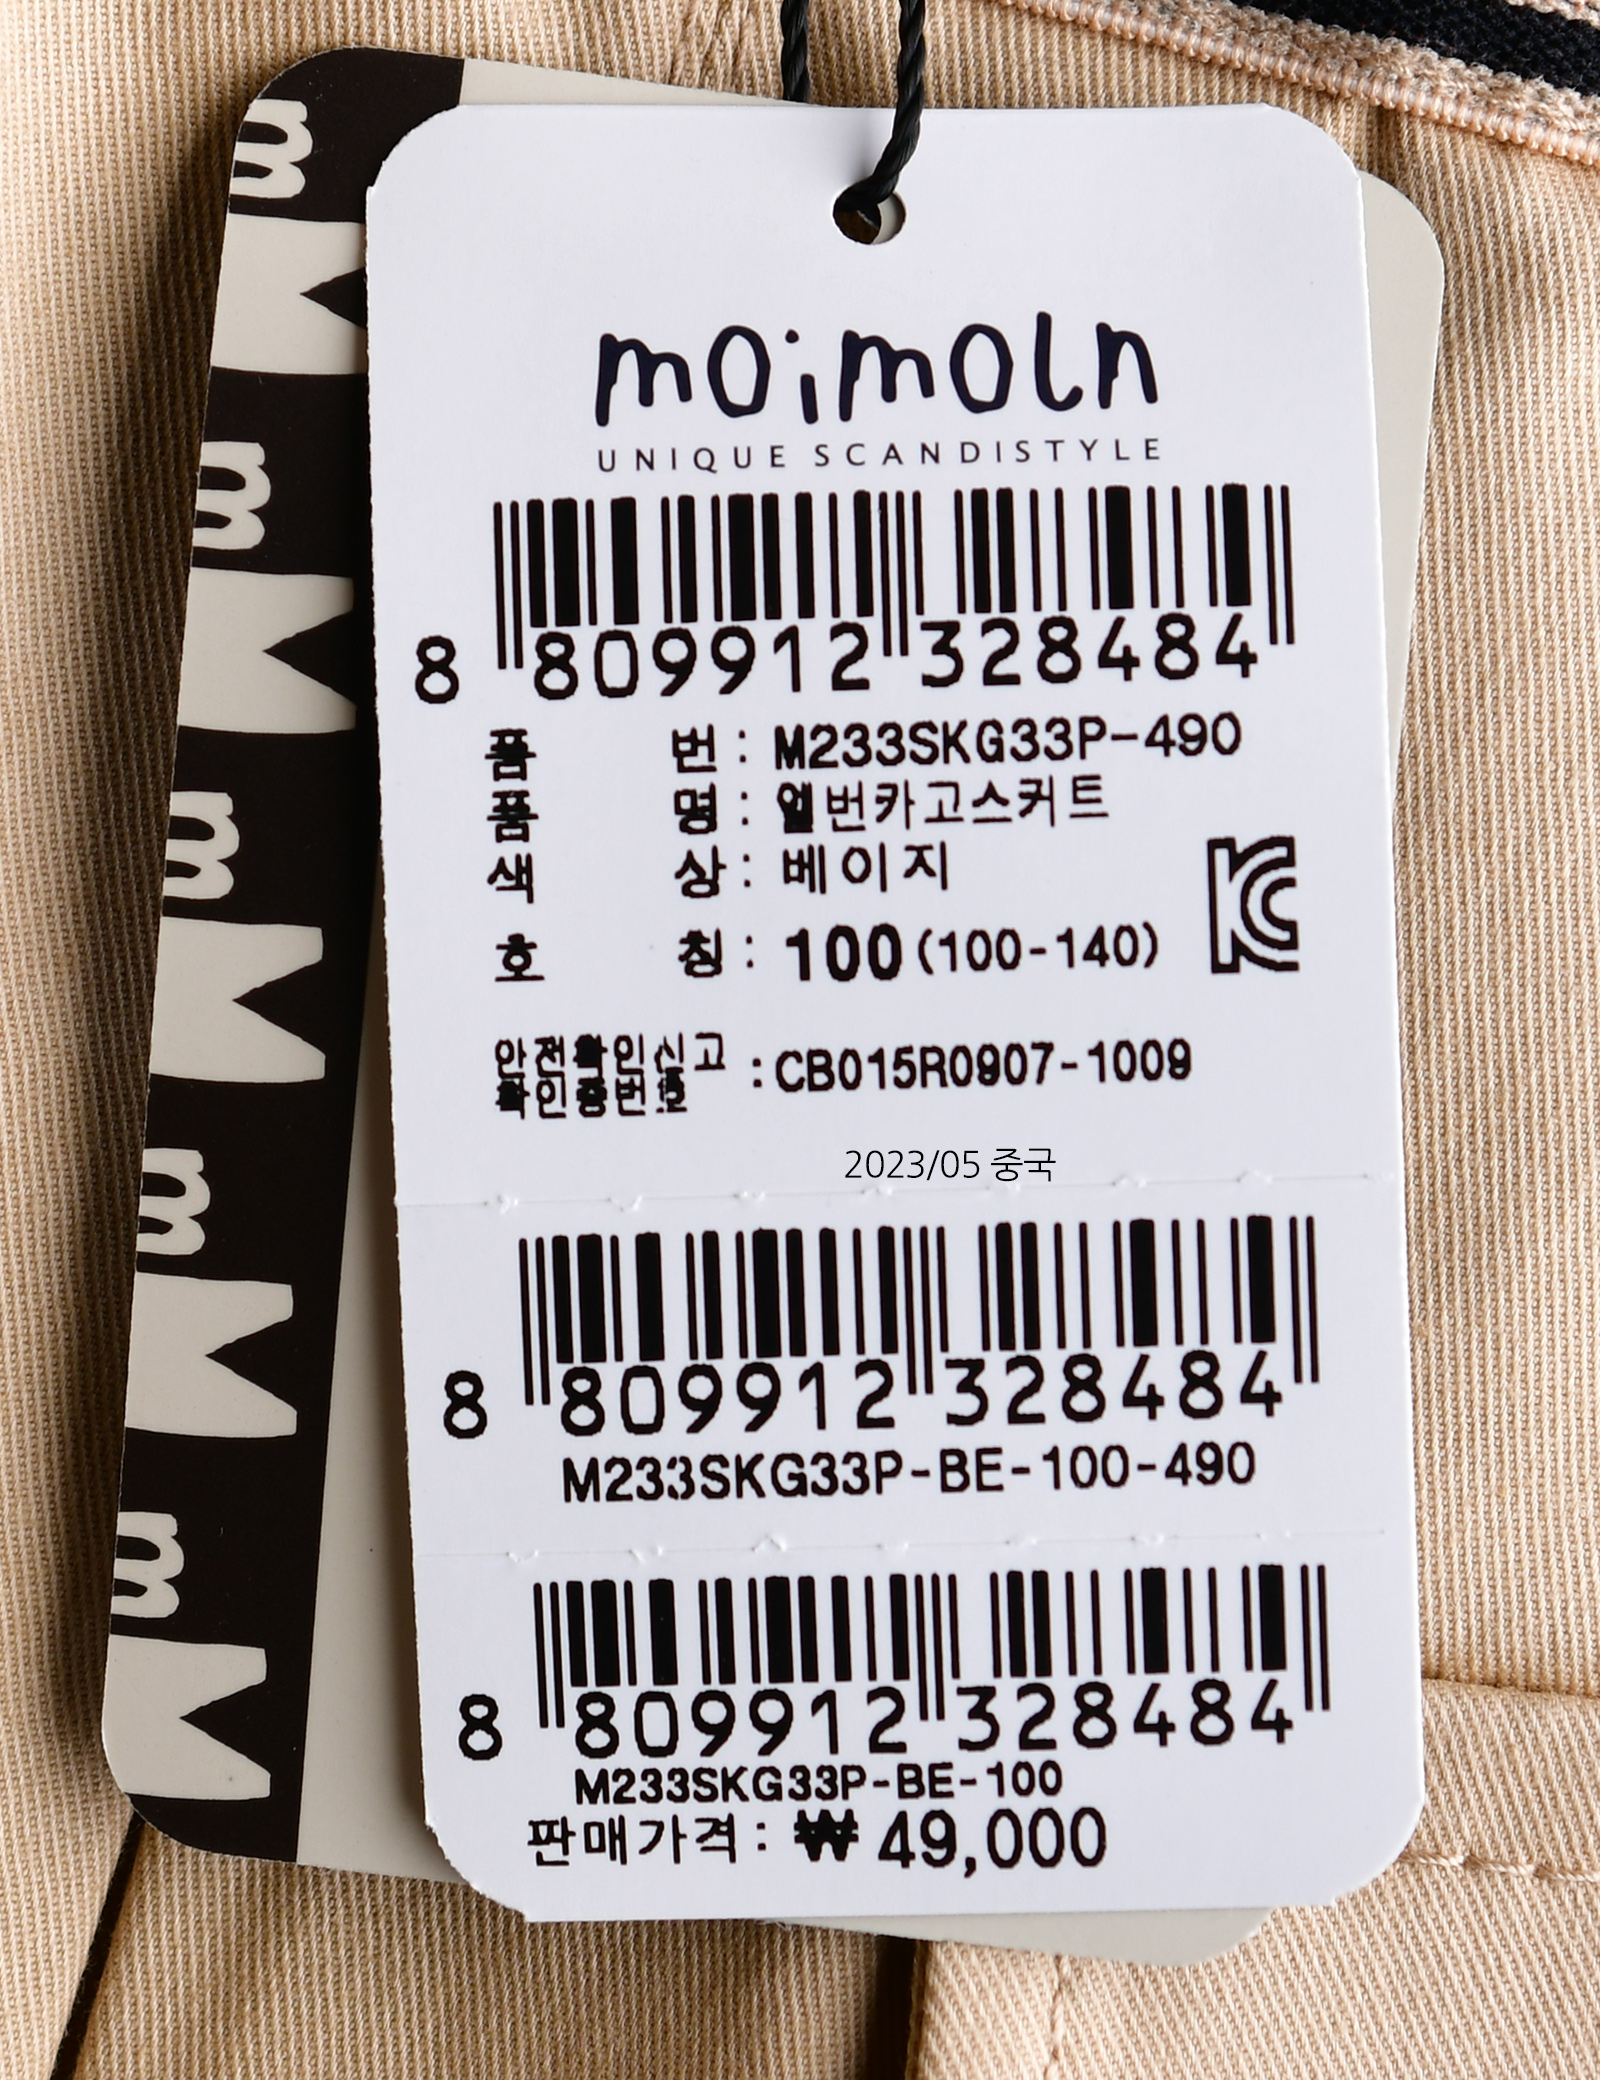 moimoln
UNIQUE SCANDISTYLE
8 809912 328484
품 번 : M233SKG33P-490
품 명 : 엘번카고스커트
색 상 : 베이지
호 칭 : 100 (100-140)
KC
안전확인신고
확인증번호 : CB015R0907-1009
2023/05 중국
8 809912 328484
M233SKG33P-BE-100-490
8 809912 328484
M233SKG33P-BE-100
판매가격 : ₩ 49,000
m M
m M
m M
m M
m M